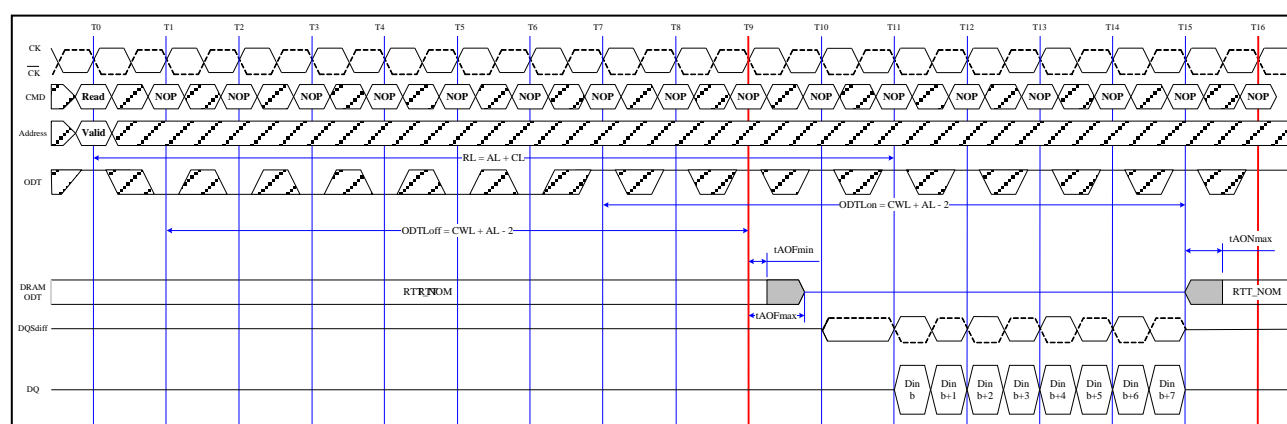 T0 T1 T2 T3 T4 T5 T6 T7 T8 T9 T10 T11 T12 T13 T14 T15 T16
CK
CK
CMD Read NOP NOP NOP NOP NOP NOP NOP NOP NOP NOP NOP NOP NOP NOP NOP NOP
Address Valid
RL = AL + CL
ODT
ODTLon = CWL + AL - 2
ODTLoff = CWL + AL - 2
tAOFmin tAONmax
DRAM
ODT
RTT_NOM RTT_NOM
tAOFmax
DQSdiff
DQ
Din
b
Din
b+1
Din
b+2
Din
b+3
Din
b+4
Din
b+5
Din
b+6
Din
b+7